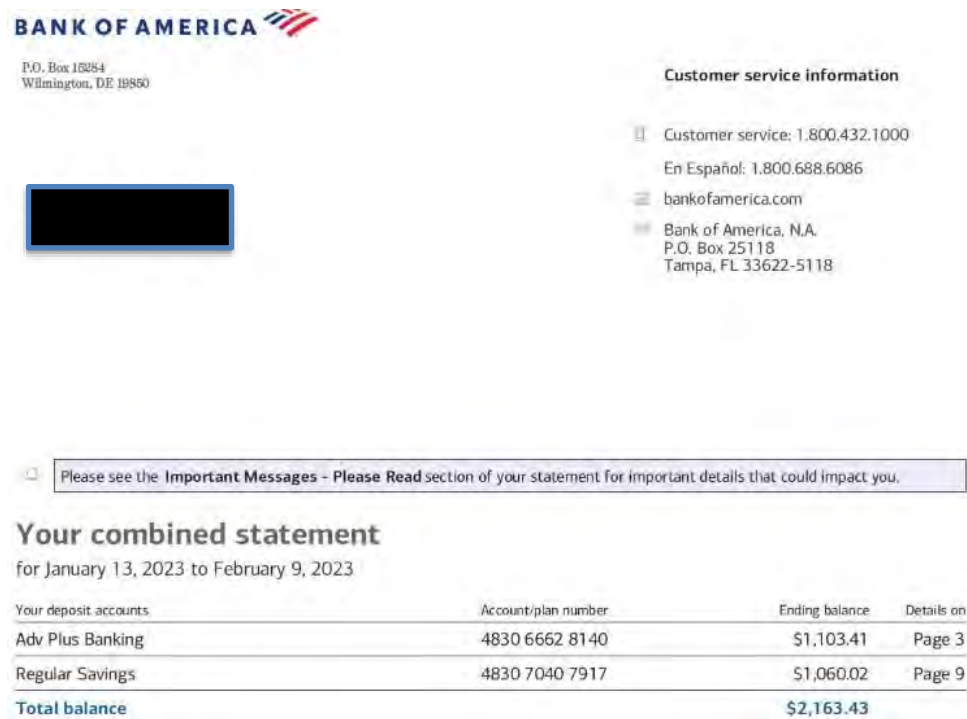 BANK OF AMERICA
P.O. Box 15284
Wilmington, DE 19850
Customer service information
Customer service: 1.800.432.1000
En Español: 1.800.688.6086
bankofamerica.com
Bank of America, N.A.
P.O. Box 25118
Tampa, FL 33622-5118
Please see the Important Messages - Please Read section of your statement for important details that could impact you.
Your combined statement
for January 13, 2023 to February 9, 2023
Your deposit accounts Account/plan number Ending balance Details on
Adv Plus Banking 4830 6662 8140 $1,103.41 Page 3
Regular Savings 4830 7040 7917 $1,060.02 Page 9
Total balance $2,163.43